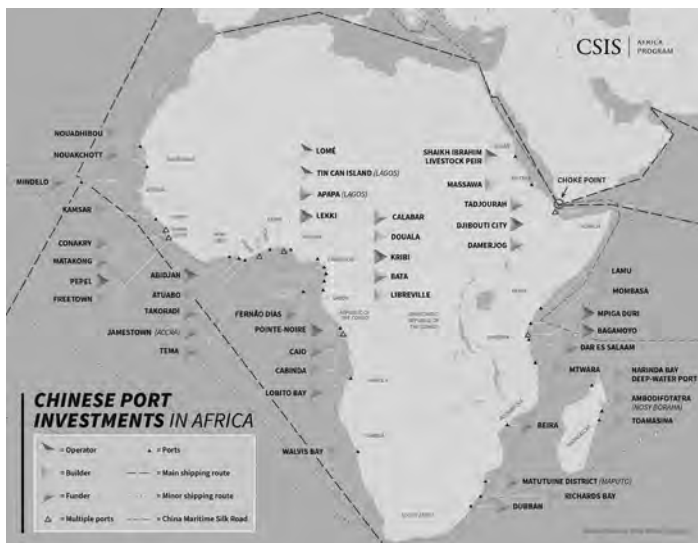 CSIS | AFRICA
PROGRAM
NOUADHIBOU
NOUAKCHOTT
MINDELO
KAMSAR
CONAKRY
MATAKONG
PEPEL
FREETOWN
ABIDJAN
ATUABO
TAKORADI
JAMESTOWN (ACCRA)
TEMA
LOMÉ
TIN CAN ISLAND (LAGOS)
APAPA (LAGOS)
LEKKI
CALABAR
DOUALA
KRIBI
BATA
LIBREVILLE
FERNÃO DIAS
POINTE-NOIRE
CAIO
CABINDA
LOBITO BAY
WALVIS BAY
SHAIKH IBRAHIM
LIVESTOCK PEIR
MASSAWA
TADJOURAH
DJIBOUTI CITY
DAMERJOG
CHOKE POINT
LAMU
MOMBASA
MPIGA DURI
BAGAMOYO
DAR ES SALAAM
MTWARA
NARINDA BAY
DEEP-WATER PORT
AMBODIFOTATRA
(NOSY BORAHA)
TOAMASINA
BEIRA
MATUTUINE DISTRICT (MAPUTO)
RICHARDS BAY
DURBAN
CHINESE PORT
INVESTMENTS IN AFRICA
= Operator
= Builder
= Funder
= Multiple ports
= Ports
= Main shipping route
= Minor shipping route
= China Maritime Silk Road